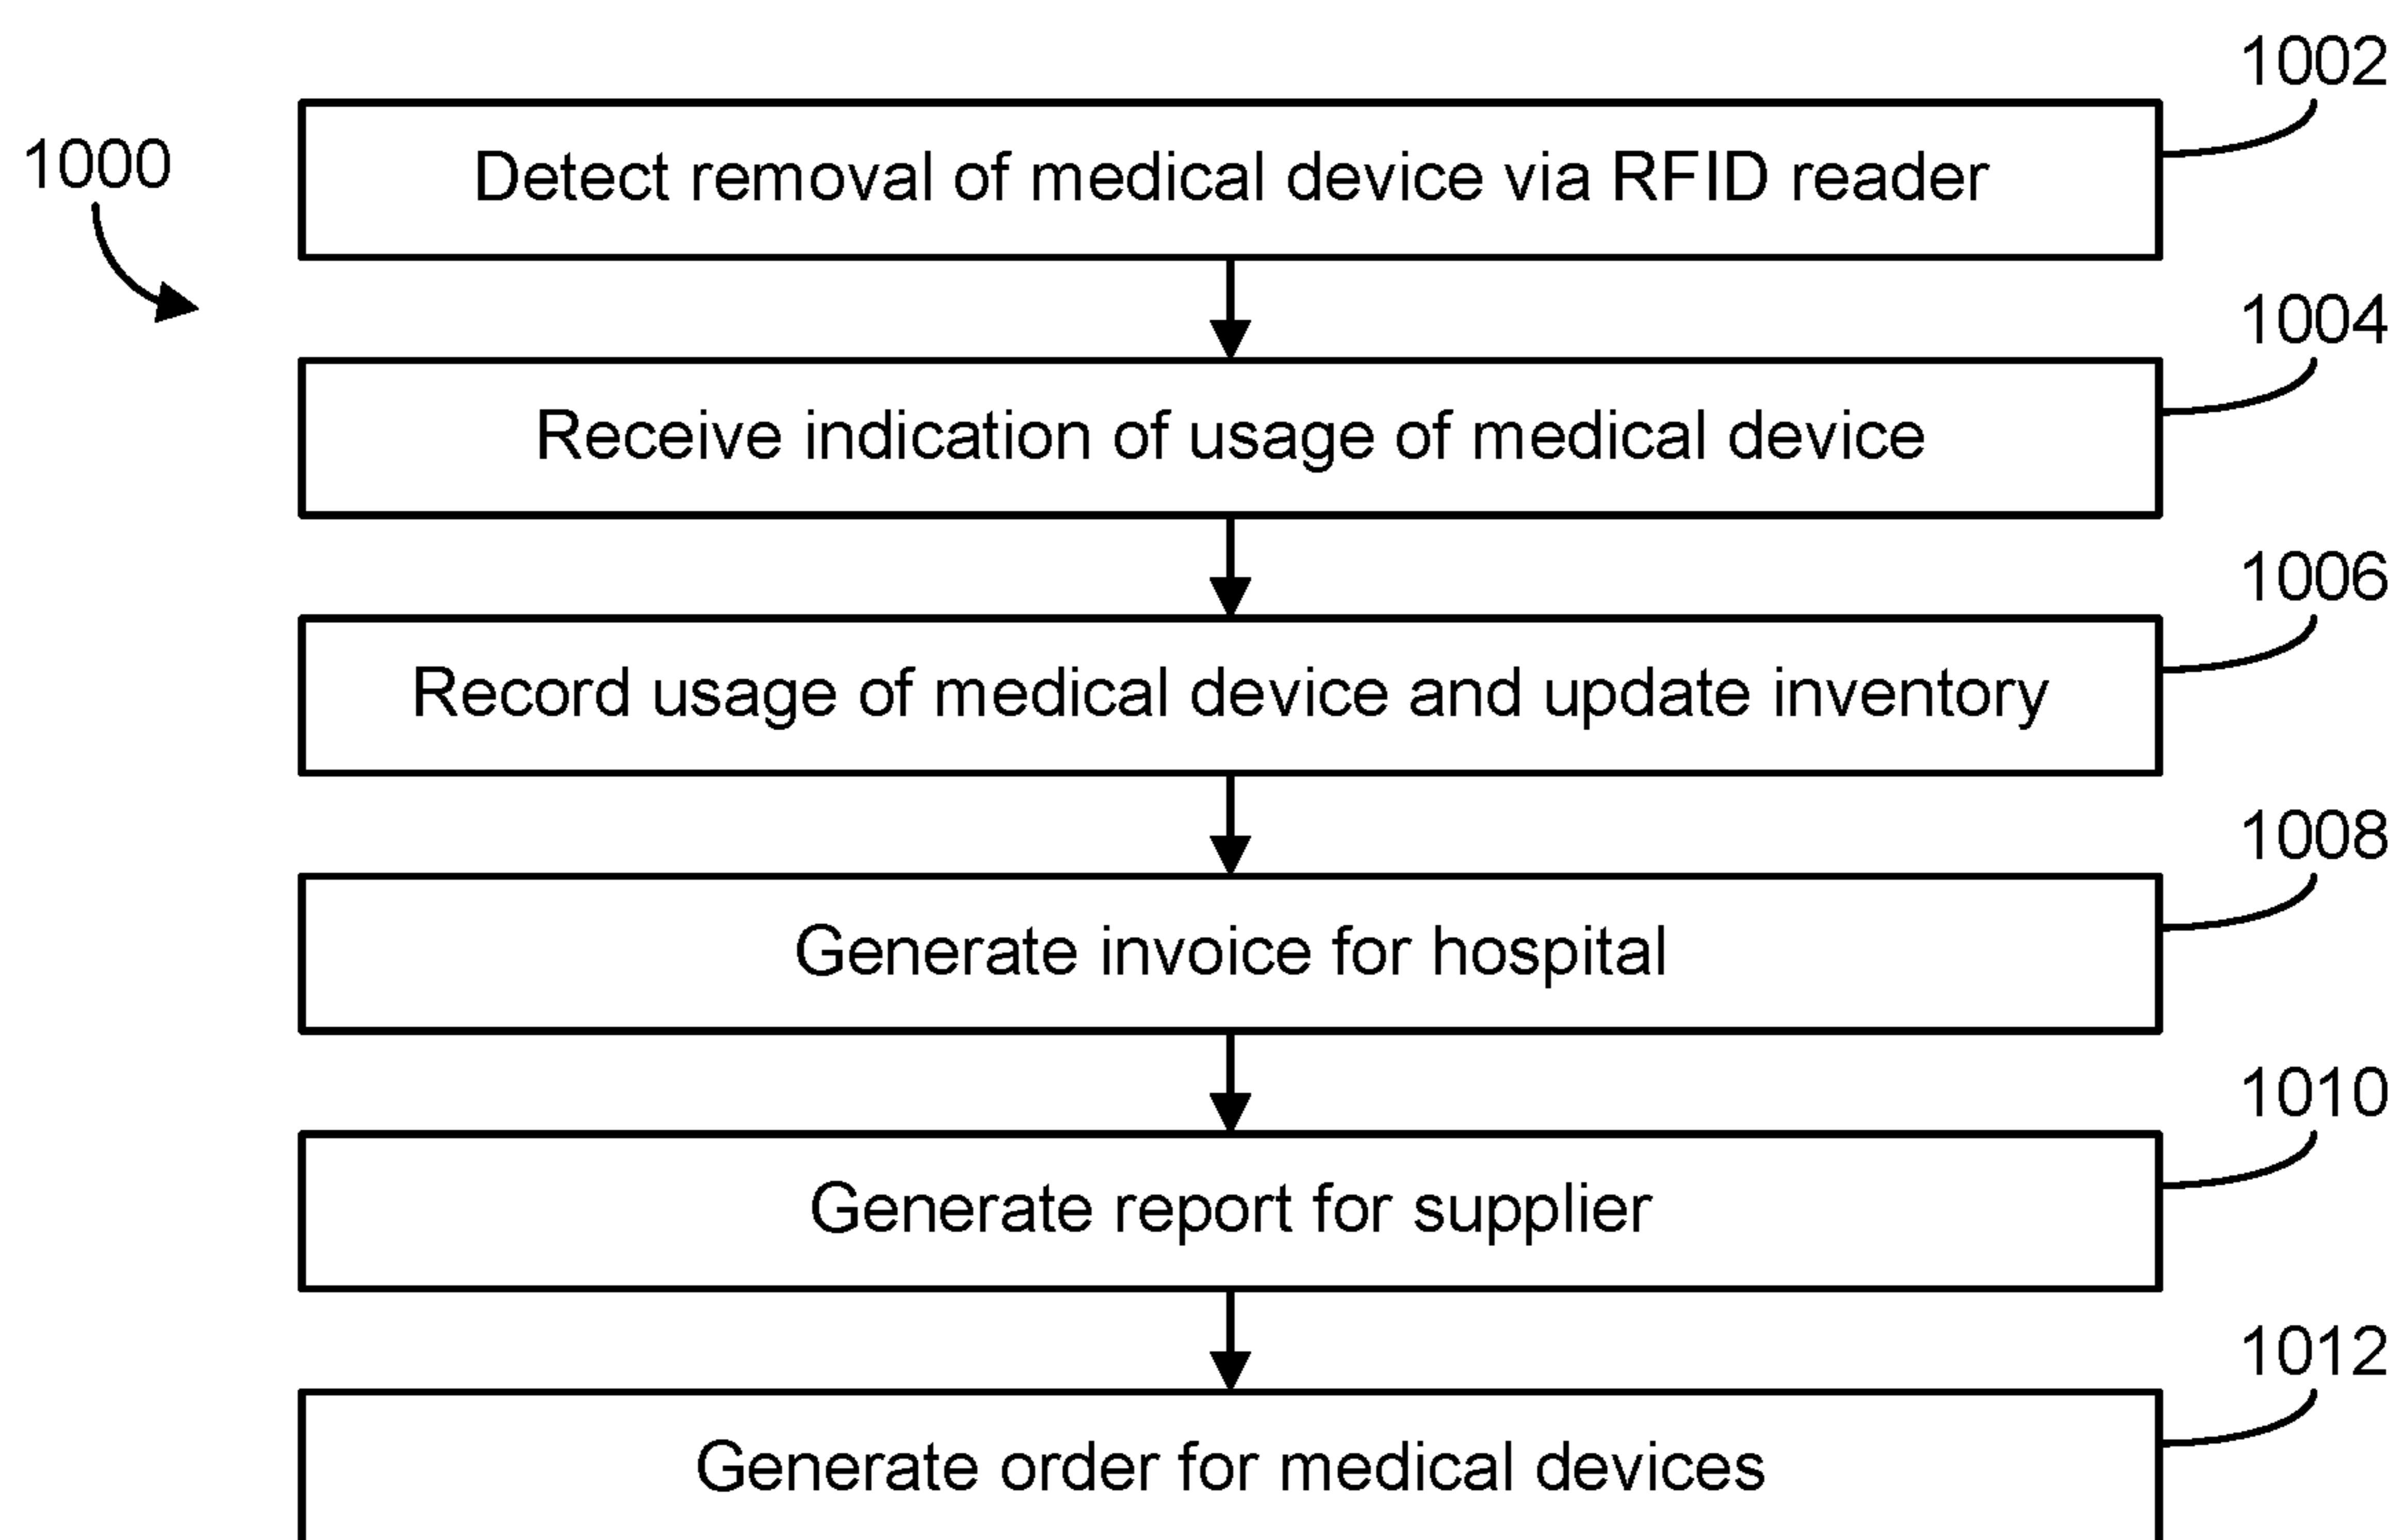 1002
Detect removal of medical device via RFID reader
1000
1004
Receive indication of usage of medical device
1006
Record usage of medical device and update inventory
1008
Generate invoice for hospital
1010
Generate report for supplier
1012
Generate order for medical devices